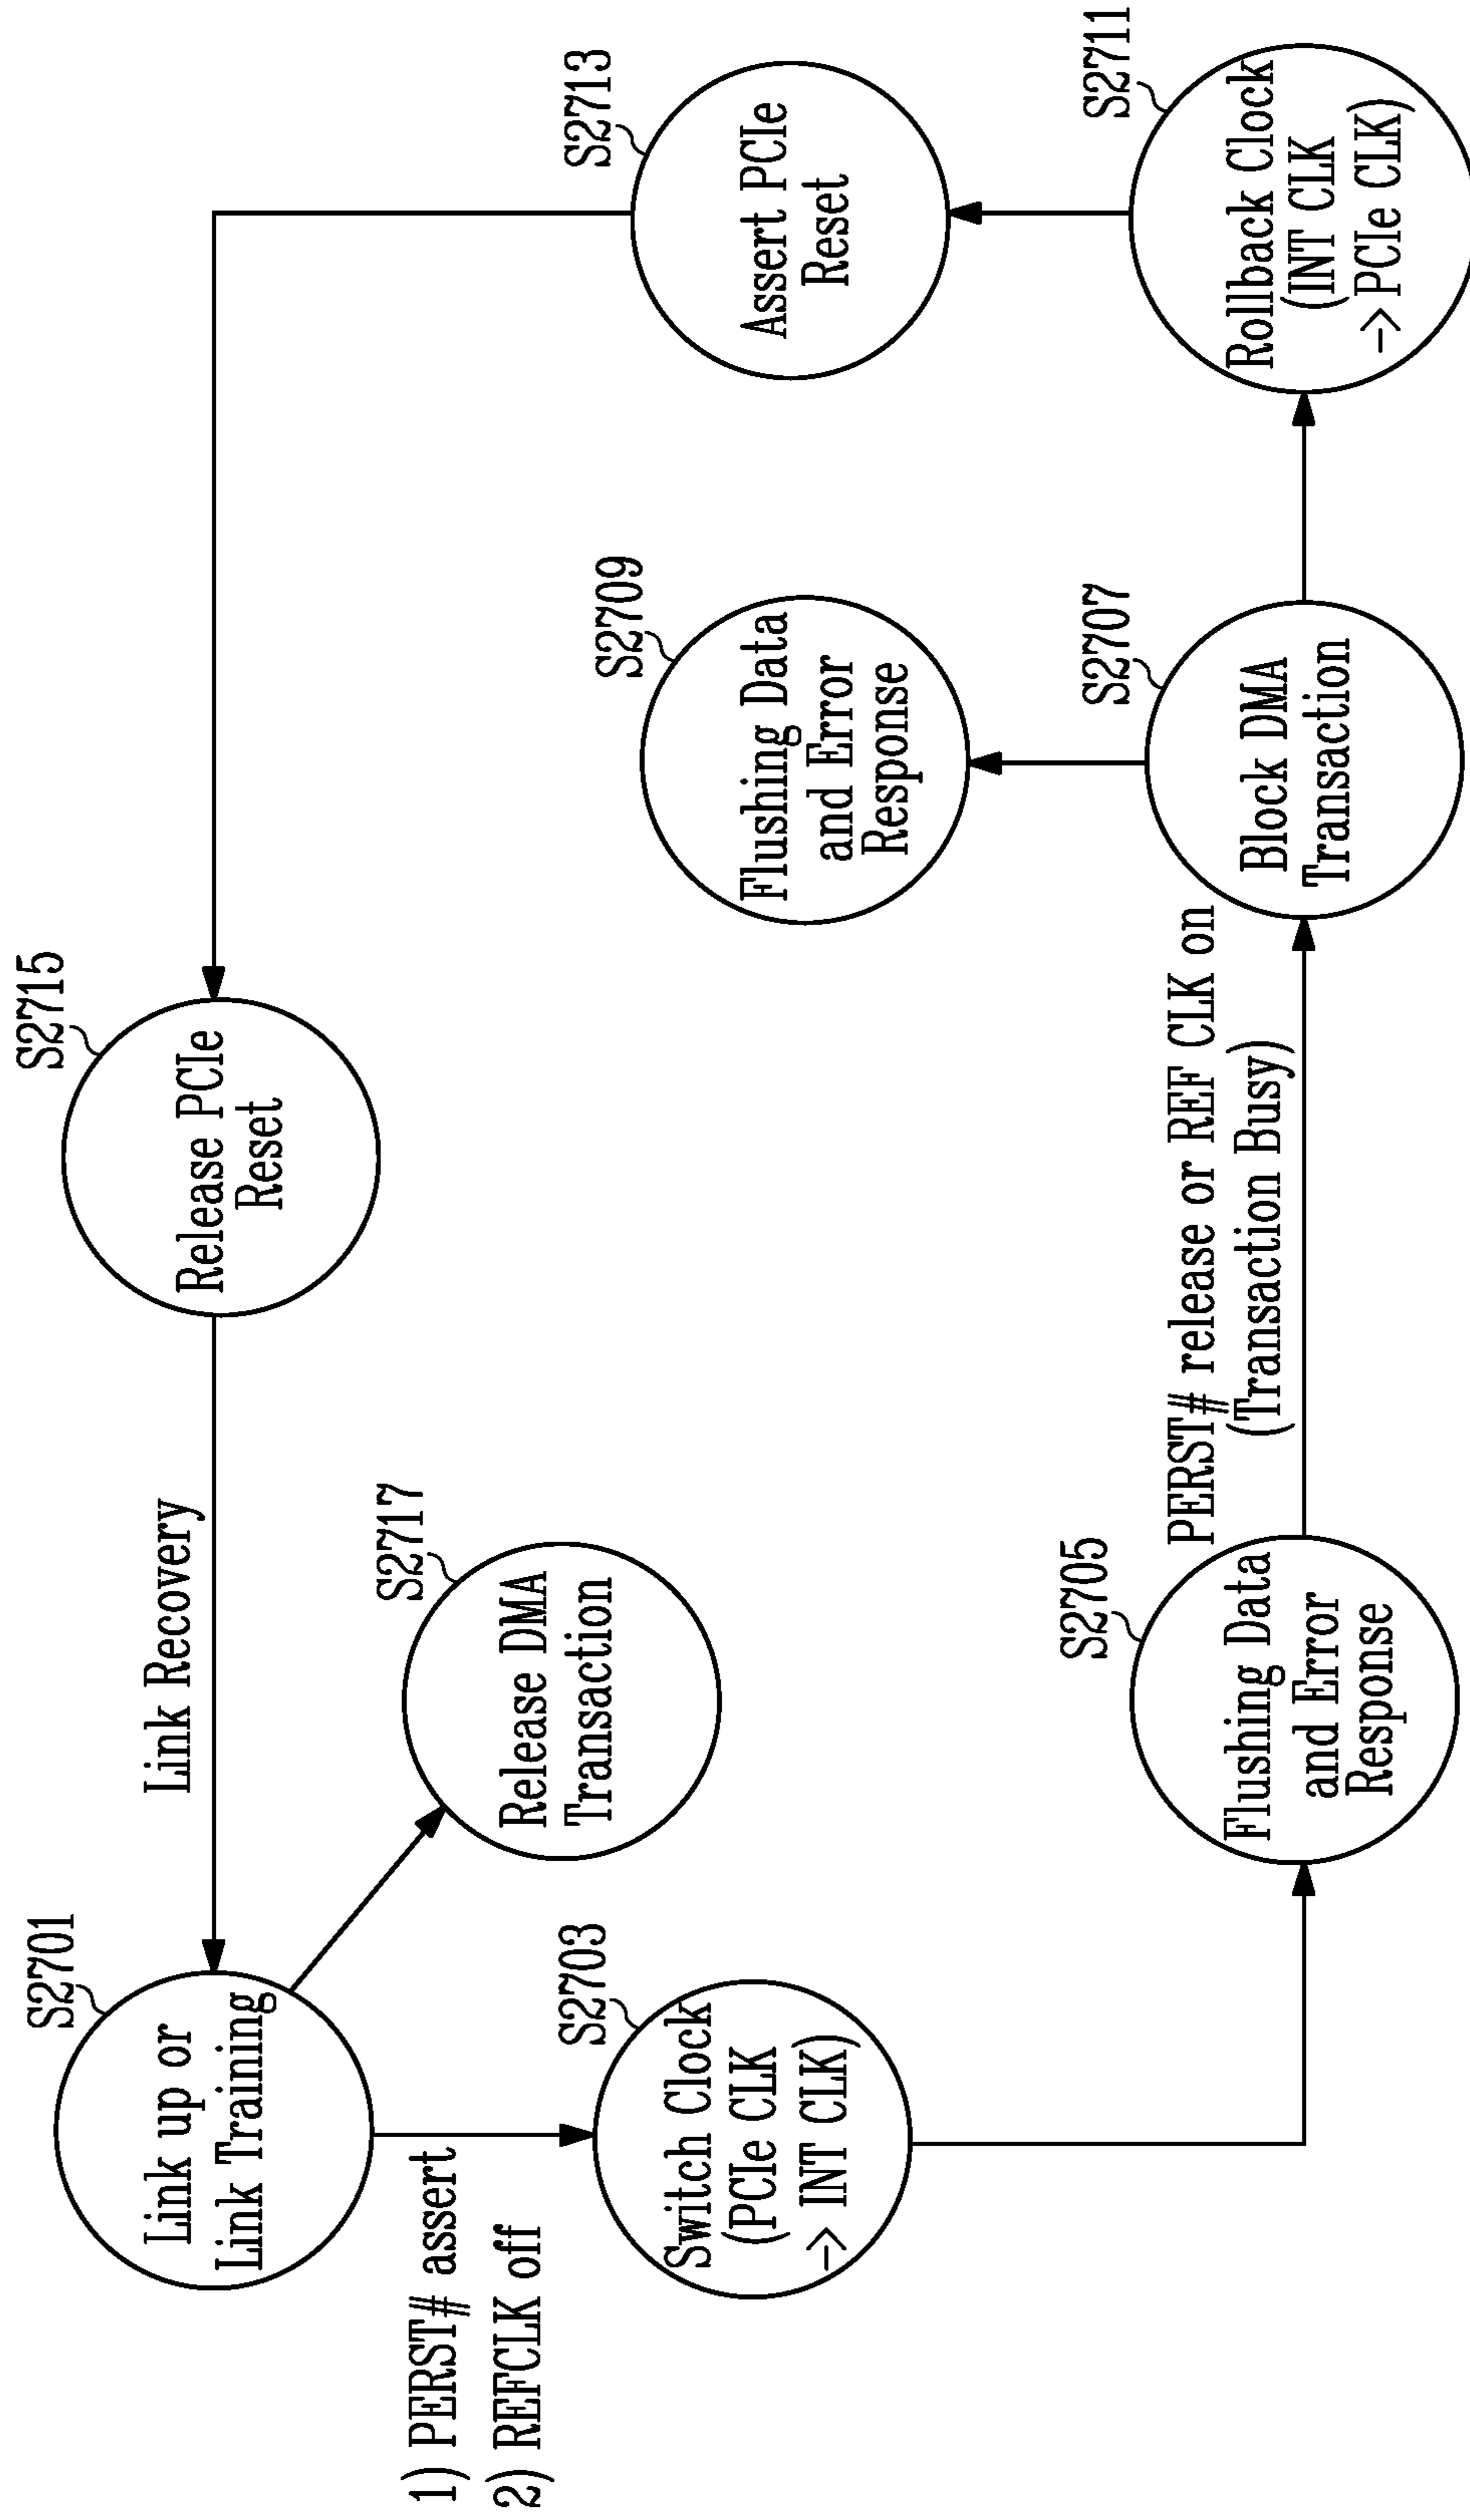 S2701
Link up or
Link Training
Link Recovery
S2715
Release PCIe
Reset
1) PERST# assert
2) REFCLK off
S2717
Release DMA
Transaction
S2703
Switch Clock
(PCIe CLK
-> INT CLK)
S2709
Flushing Data
and Error
Response
S2713
Assert PCIe
Reset
S2705
Flushing Data
and Error
Response
PERST# release or REF CLK on
(Transaction Busy)
S2707
Block DMA
Transaction
S2711
Rollback Clock
(INT CLK
->PCIe CLK)